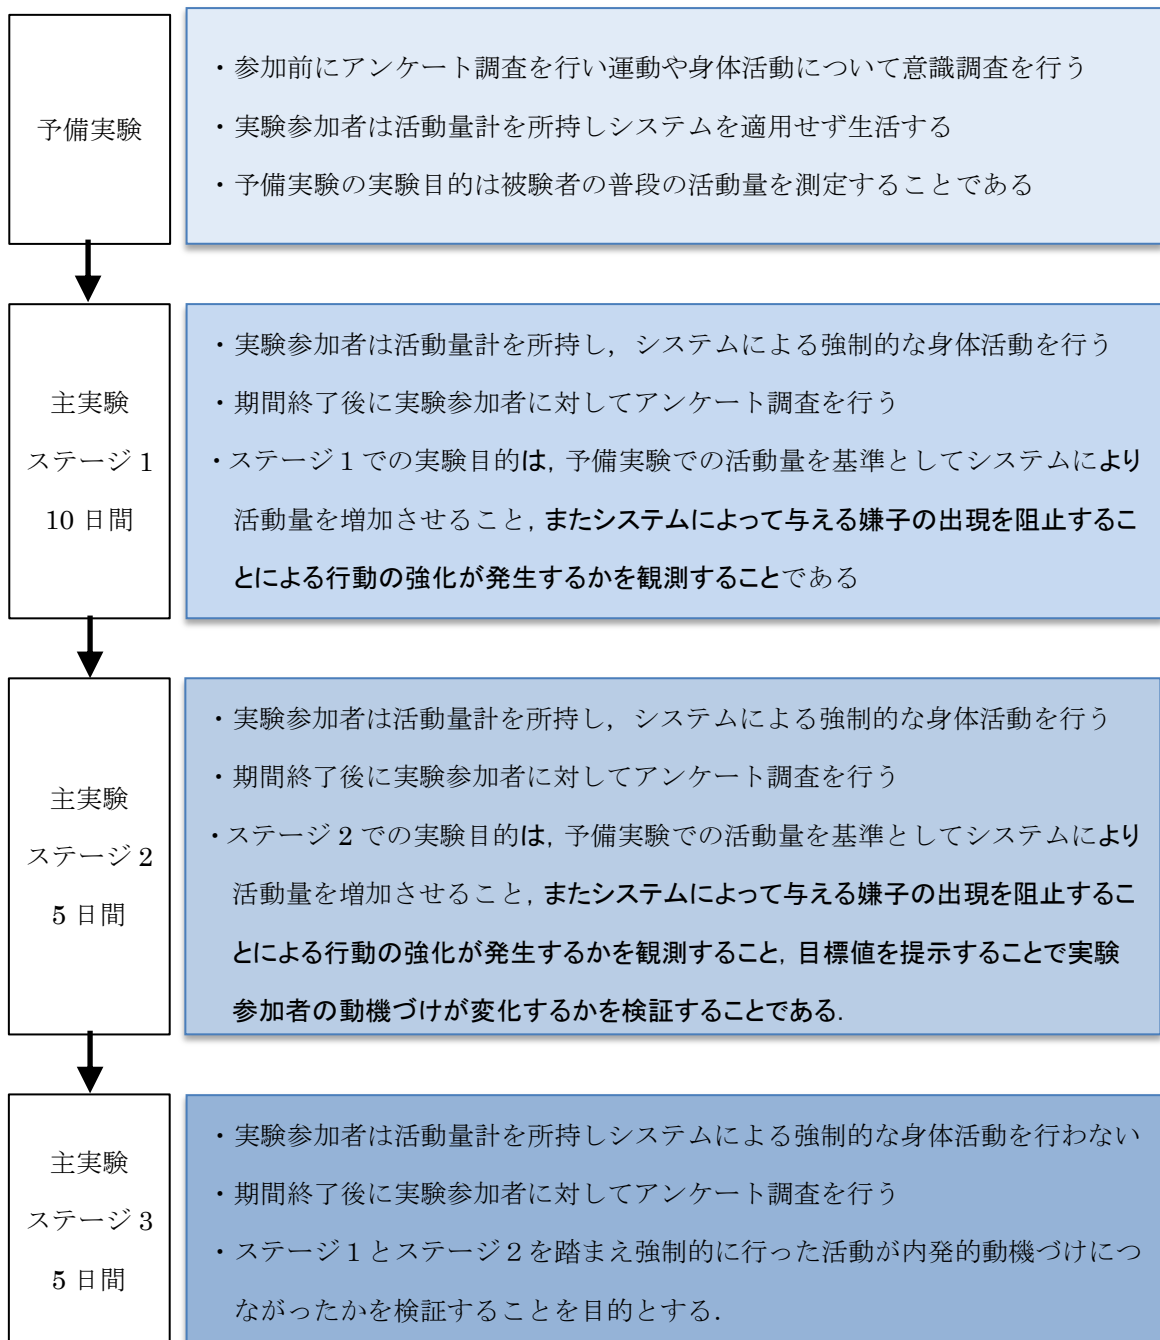 予備実験
・参加前にアンケート調査を行い運動や身体活動について意識調査を行う
・実験参加者は活動量計を所持しシステムを適用せず生活する
・予備実験の実験目的は被験者の普段の活動量を測定することである
主実験
ステージ 1
10 日間
・実験参加者は活動量計を所持し，システムによる強制的な身体活動を行う
・期間終了後に実験参加者に対してアンケート調査を行う
・ステージ 1 での実験目的は，予備実験での活動量を基準としてシステムにより
活動量を増加させること，またシステムによって与える嫌子の出現を阻止するこ
とによる行動の強化が発生するかを観測することである
主実験
ステージ 2
5 日間
・実験参加者は活動量計を所持し，システムによる強制的な身体活動を行う
・期間終了後に実験参加者に対してアンケート調査を行う
・ステージ 2 での実験目的は，予備実験での活動量を基準としてシステムにより
活動量を増加させること，またシステムによって与える嫌子の出現を阻止するこ
とによる行動の強化が発生するかを観測すること，目標値を提示することで実験
参加者の動機づけが変化するかを検証することである．
主実験
ステージ 3
5 日間
・実験参加者は活動量計を所持しシステムによる強制的な身体活動を行わない
・期間終了後に実験参加者に対してアンケート調査を行う
・ステージ 1 とステージ 2 を踏まえ強制的に行った活動が内発的動機づけにつ
ながったかを検証することを目的とする．